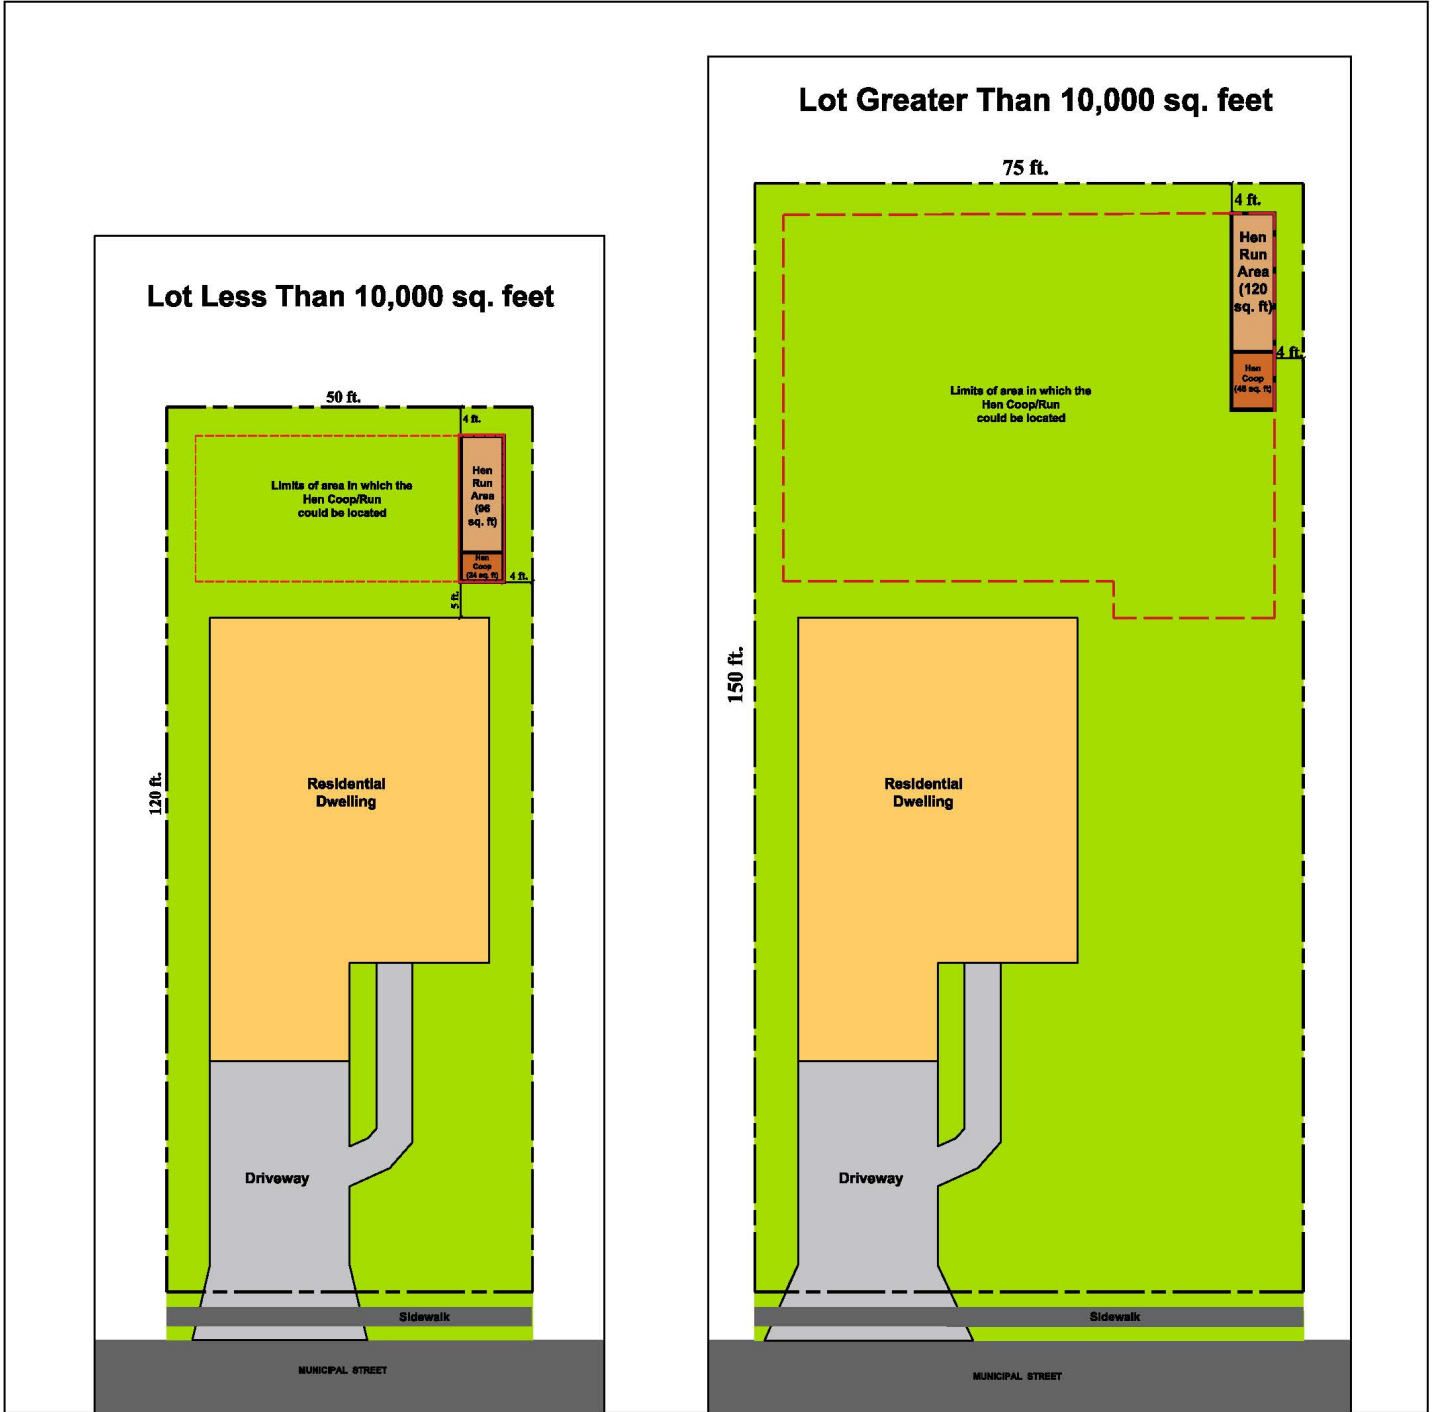 Lot Less Than 10,000 sq. feet
50 ft.
4 ft.
Hen
Run
Area
(96
sq. ft)
Limits of area in which the
Hen Coop/Run
could be located
Hen
Coop
(24 sq. ft)
4 ft.
5 ft.
120 ft.
Residential
Dwelling
Driveway
Sidewalk
MUNICIPAL STREET
Lot Greater Than 10,000 sq. feet
75 ft.
4 ft.
Hen
Run
Area
(120
sq. ft)
4 ft.
Hen
Coop
(48 sq. ft)
Limits of area in which the
Hen Coop/Run
could be located
150 ft.
Residential
Dwelling
Driveway
Sidewalk
MUNICIPAL STREET